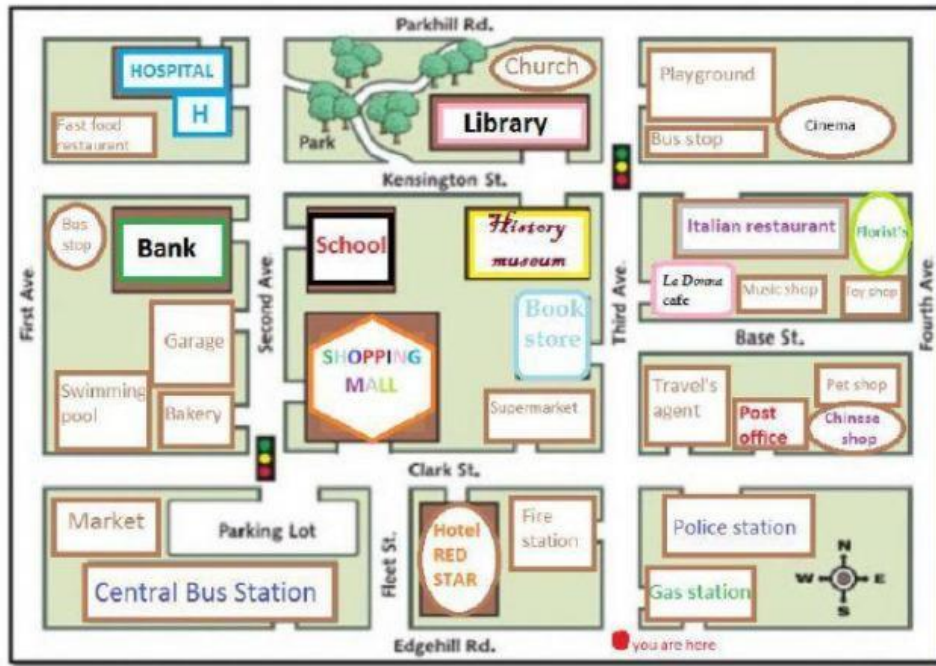 Parkhill Rd.
HOSPITAL
H
Fast food
restaurant
Park
Church
Library
Playground
Bus stop
Cinema
Kensington St.
Bus
stop
Bank
School
History
museum
Italian restaurant
Florist's
La Donna
cafe
Music shop
Toy shop
First Ave.
Second Ave.
Third Ave.
Fourth Ave.
Garage
Swimming
pool
Bakery
SHOPPING
MALL
Book
store
Supermarket
Base St.
Travel's
agent
Post
office
Pet shop
Chinese
shop
Clark St.
Market
Parking Lot
Central Bus Station
Fleet St.
Hotel
RED
STAR
Fire
station
Police station
Gas station
N
W
E
S
Edgehill Rd.
you are here